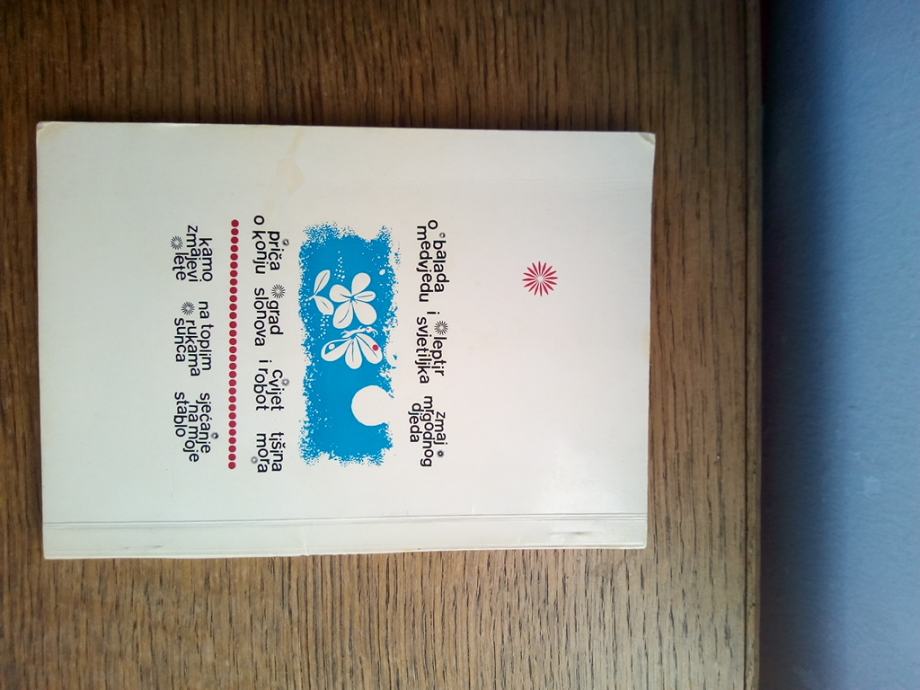 balada
o medvjedu
leptir
i svjetiljka
zmaj
mrgodnog
djeda
priča
o konju
grad
slonova
cvijet
i robot
tišina
mora
kamo
zmajevi
lete
na toplim
rukama
sunca
sjećanje
na moje
stablo